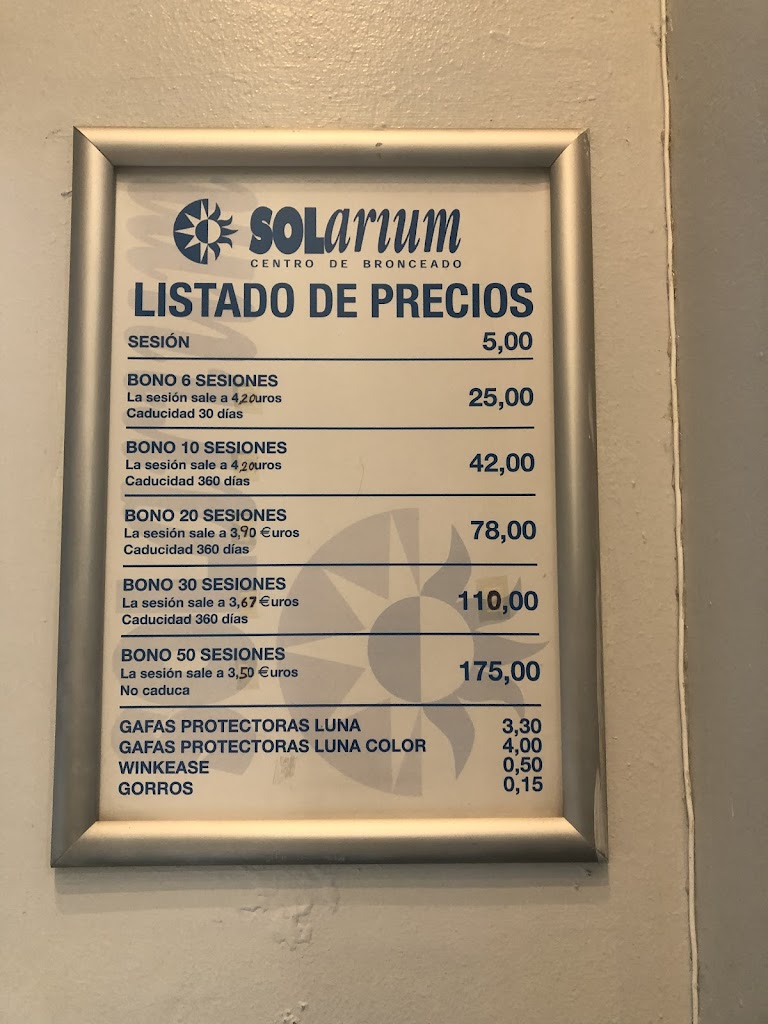 SOLarium
CENTRO DE BRONCEADO
LISTADO DE PRECIOS
SESIÓN 5,00
BONO 6 SESIONES
La sesión sale a 4,20uros 25,00
Caducidad 30 días
BONO 10 SESIONES
La sesión sale a 4,20uros 42,00
Caducidad 360 días
BONO 20 SESIONES
La sesión sale a 3,90 €uros 78,00
Caducidad 360 días
BONO 30 SESIONES
La sesión sale a 3,67 €uros 110,00
Caducidad 360 días
BONO 50 SESIONES
La sesión sale a 3,50 €uros 175,00
No caduca
GAFAS PROTECTORAS LUNA 3,30
GAFAS PROTECTORAS LUNA COLOR 4,00
WINKEASE 0,50
GORROS 0,15